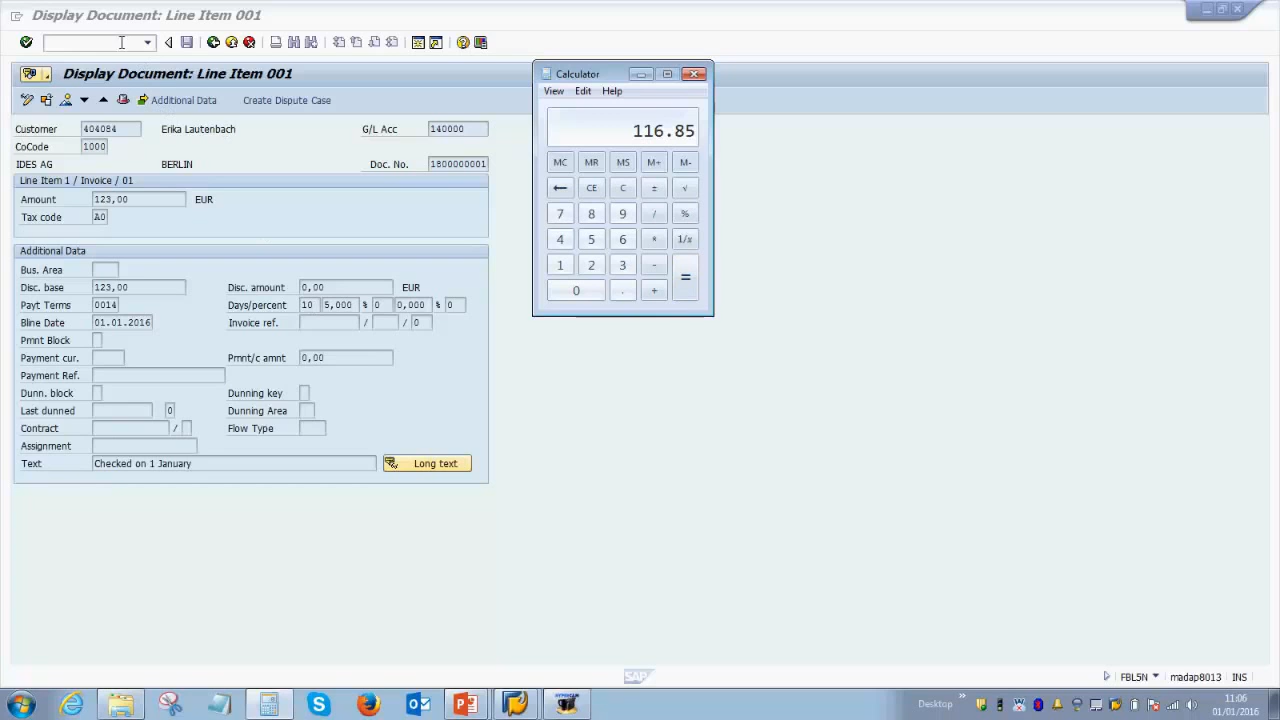 Display Document: Line Item 001
Display Document: Line Item 001
Additional Data Create Dispute Case
Customer 404084 Erika Lautenbach G/L Acc 140000
CoCode 1000
IDES AG BERLIN Doc. No. 1800000001
Line Item 1 / Invoice / 01
Amount 123,00 EUR
Tax code A0
Additional Data
Bus. Area
Disc. base 123,00 Disc. amount 0,00 EUR
Payt Terms 0014 Days/percent 10 5,000 % 0 0,000 % 0
Bline Date 01.01.2016 Invoice ref. / / 0
Pmnt Block
Payment cur. Pmnt/c amnt 0,00
Payment Ref.
Dunn. block Dunning key
Last dunned 0 Dunning Area
Contract / Flow Type
Assignment
Text Checked on 1 January Long text
Calculator
View Edit Help
116.85
MC MR MS M+ M-
← CE C ± √
7 8 9 / %
4 5 6 * 1/x
1 2 3 - =
0 . +
SAP
FBL5N madap8013 INS
Desktop » 11:06
01/01/2016